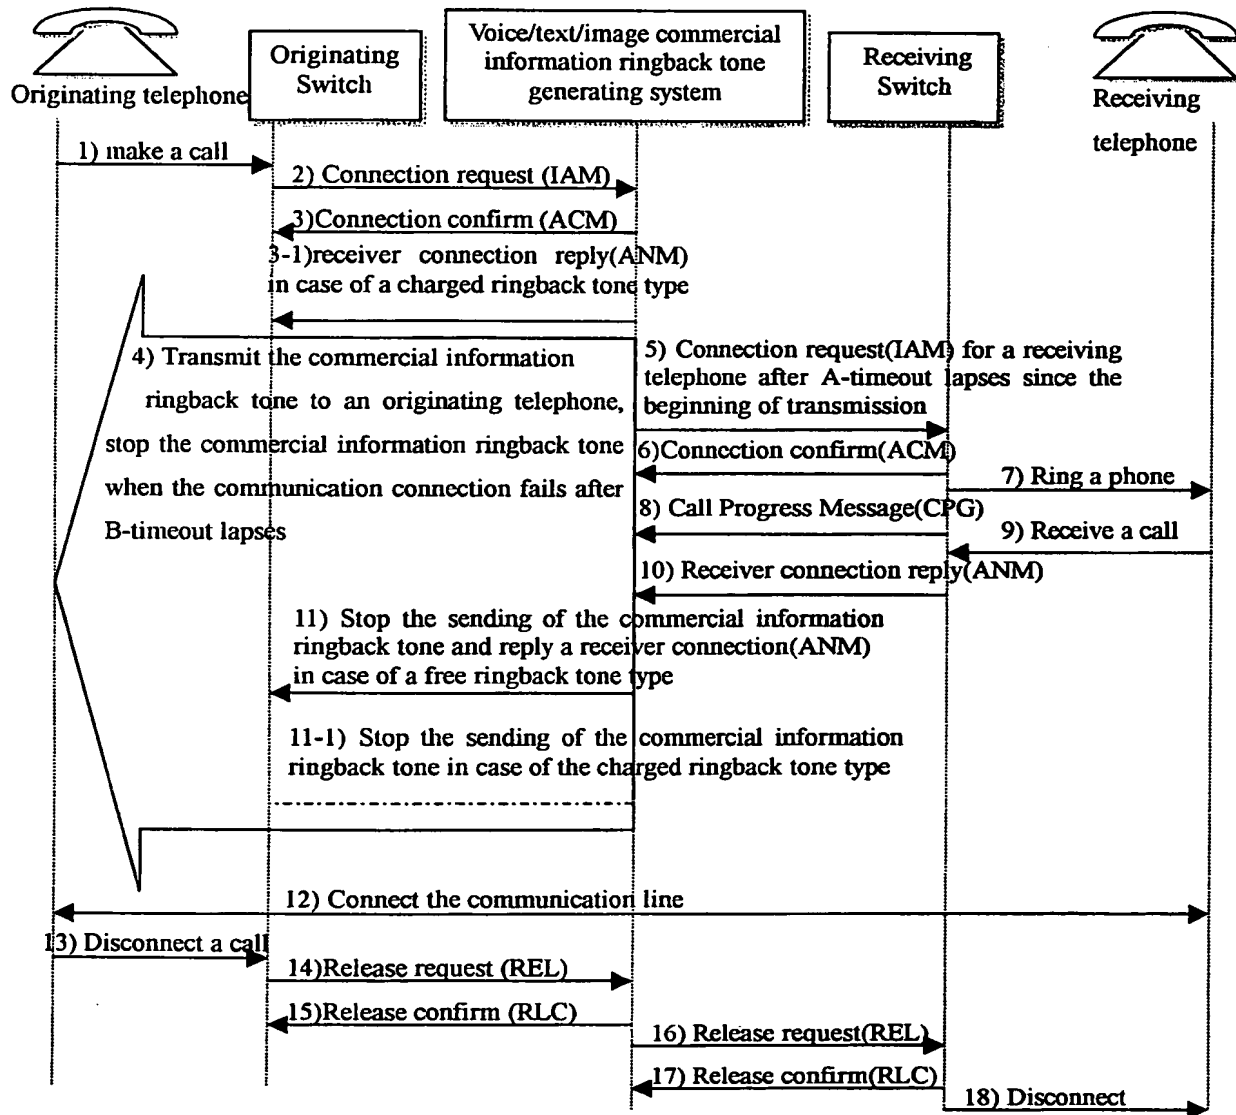 Originating telephone
Originating
Switch
Voice/text/image commercial
information ringback tone
generating system
Receiving
Switch
Receiving
telephone
1) make a call
2) Connection request (IAM)
3)Connection confirm (ACM)
3-1)receiver connection reply(ANM)
in case of a charged ringback tone type
4) Transmit the commercial information
ringback tone to an originating telephone,
stop the commercial information ringback tone
when the communication connection fails after
B-timeout lapses
5) Connection request(IAM) for a receiving
telephone after A-timeout lapses since the
beginning of transmission
6)Connection confirm(ACM)
7) Ring a phone
8) Call Progress Message(CPG)
9) Receive a call
10) Receiver connection reply(ANM)
11) Stop the sending of the commercial information
ringback tone and reply a receiver connection(ANM)
in case of a free ringback tone type
11-1) Stop the sending of the commercial information
ringback tone in case of the charged ringback tone type
12) Connect the communication line
13) Disconnect a call
14)Release request (REL)
15)Release confirm (RLC)
16) Release request(REL)
17) Release confirm(RLC)
18) Disconnect